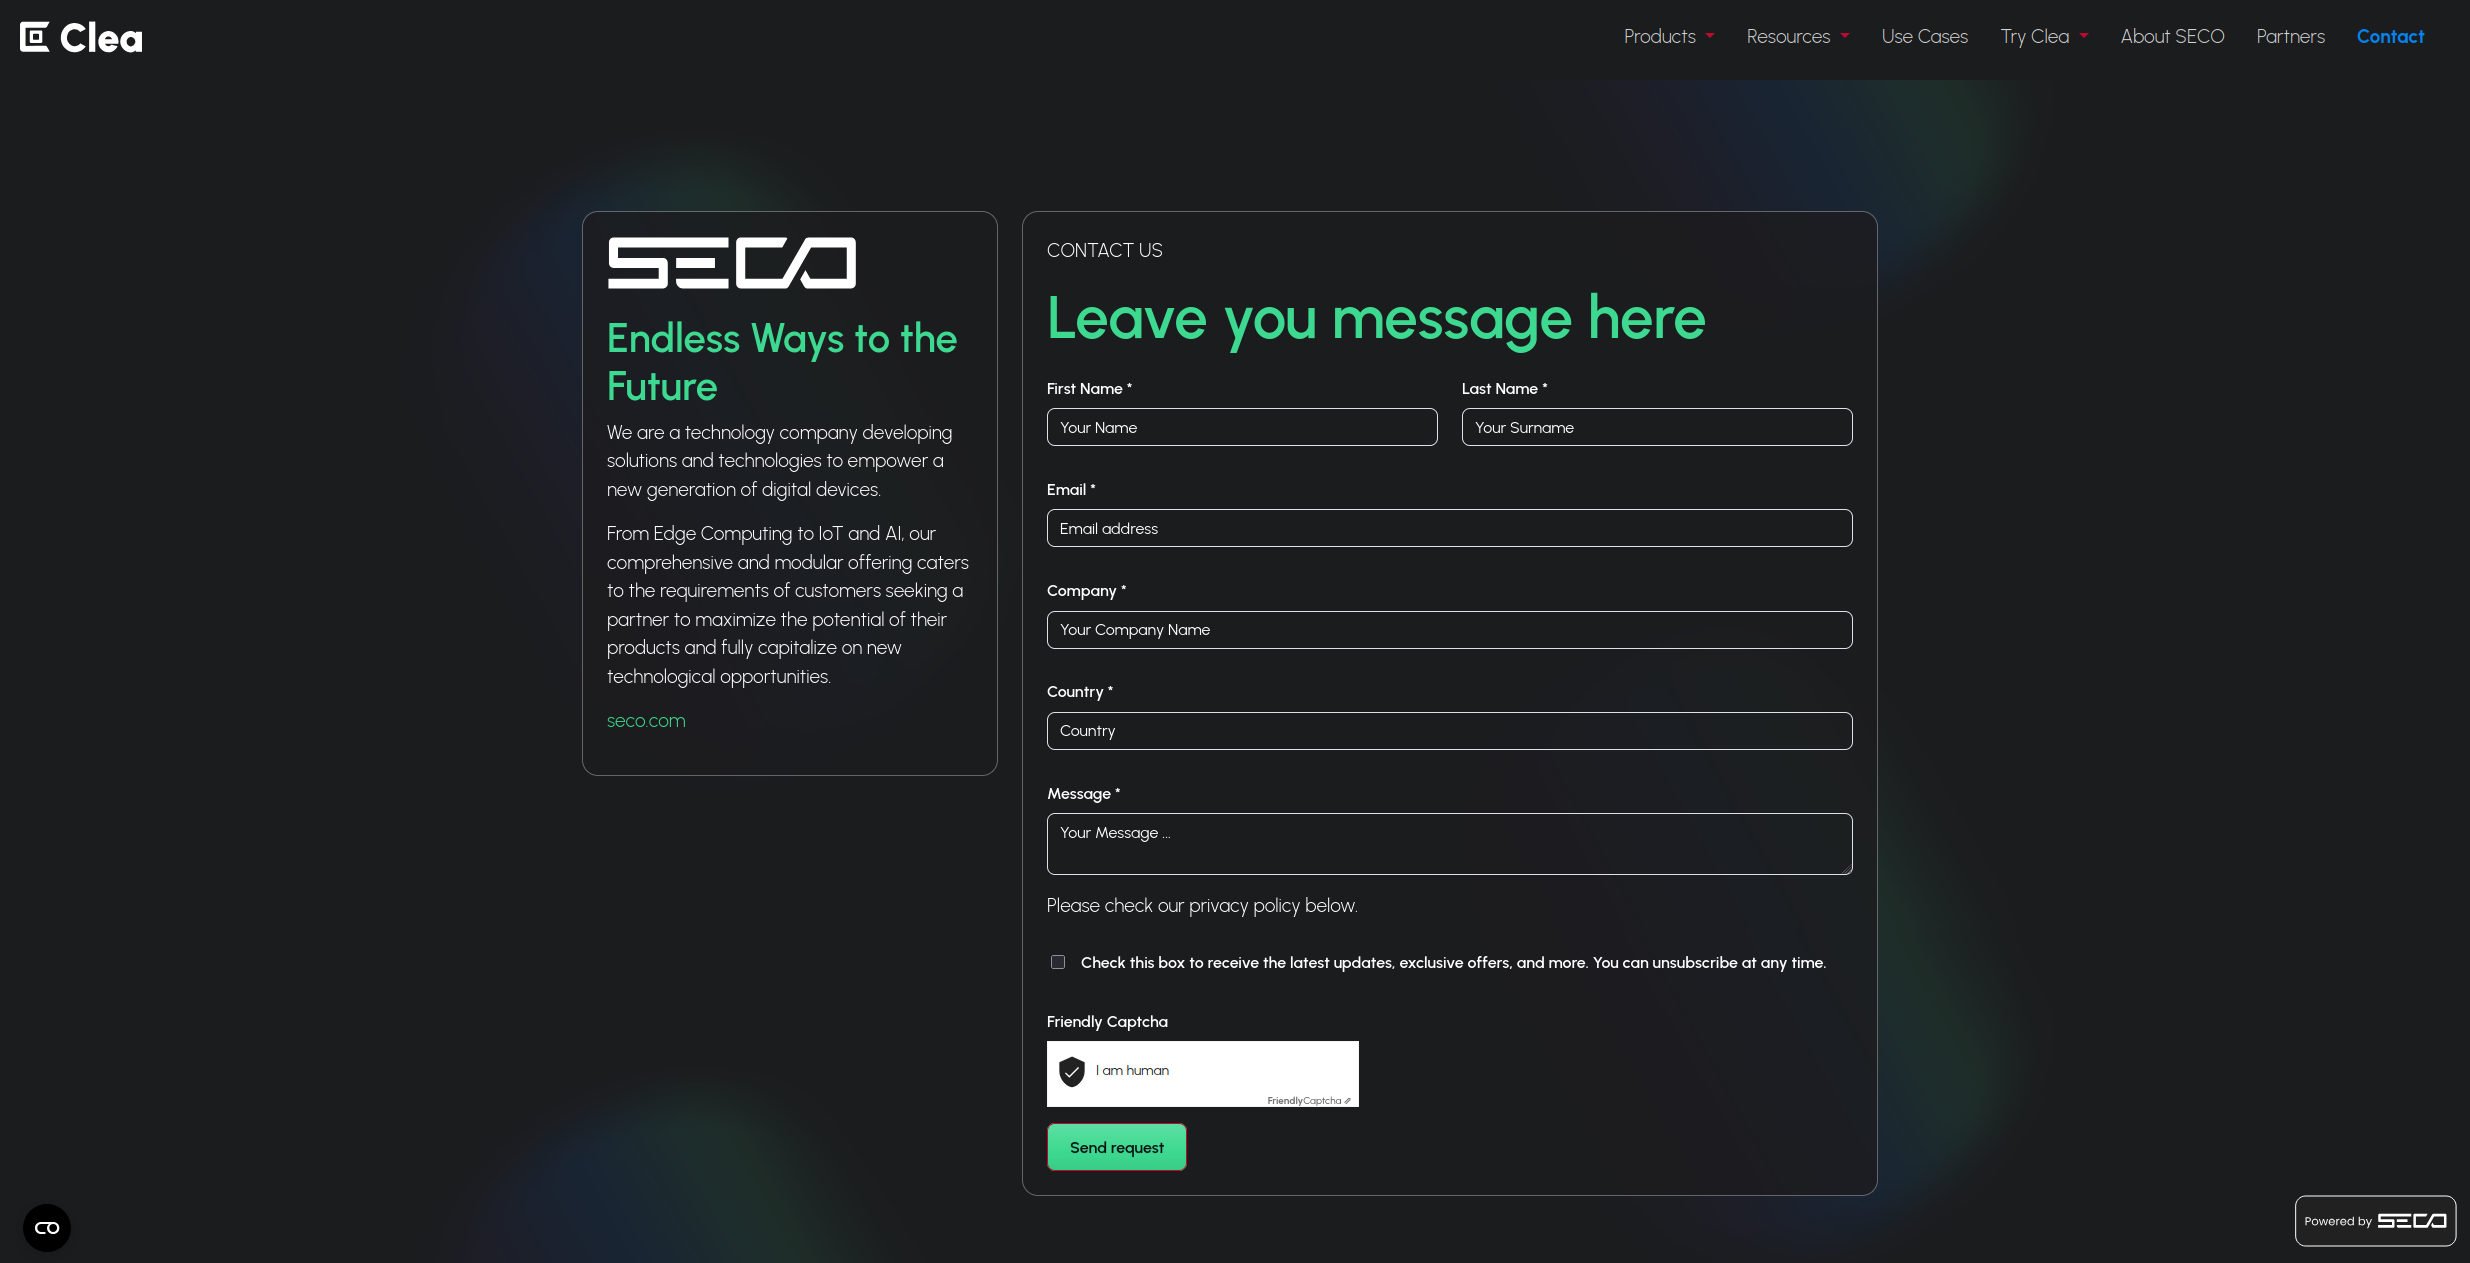 Clea
Products
Resources
Use Cases
Try Clea
About SECO
Partners
Contact
SECO
Endless Ways to the
Future
We are a technology company developing
solutions and technologies to empower a
new generation of digital devices.
From Edge Computing to IoT and AI, our
comprehensive and modular offering caters
to the requirements of customers seeking a
partner to maximize the potential of their
products and fully capitalize on new
technological opportunities.
seco.com
CONTACT US
Leave you message here
First Name *
Last Name *
Your Name
Your Surname
Email *
Email address
Company *
Your Company Name
Country *
Country
Message *
Your Message ...
Please check our privacy policy below.
Check this box to receive the latest updates, exclusive offers, and more. You can unsubscribe at any time.
Friendly Captcha
I am human
FriendlyCaptcha
Send request
Powered by SECO